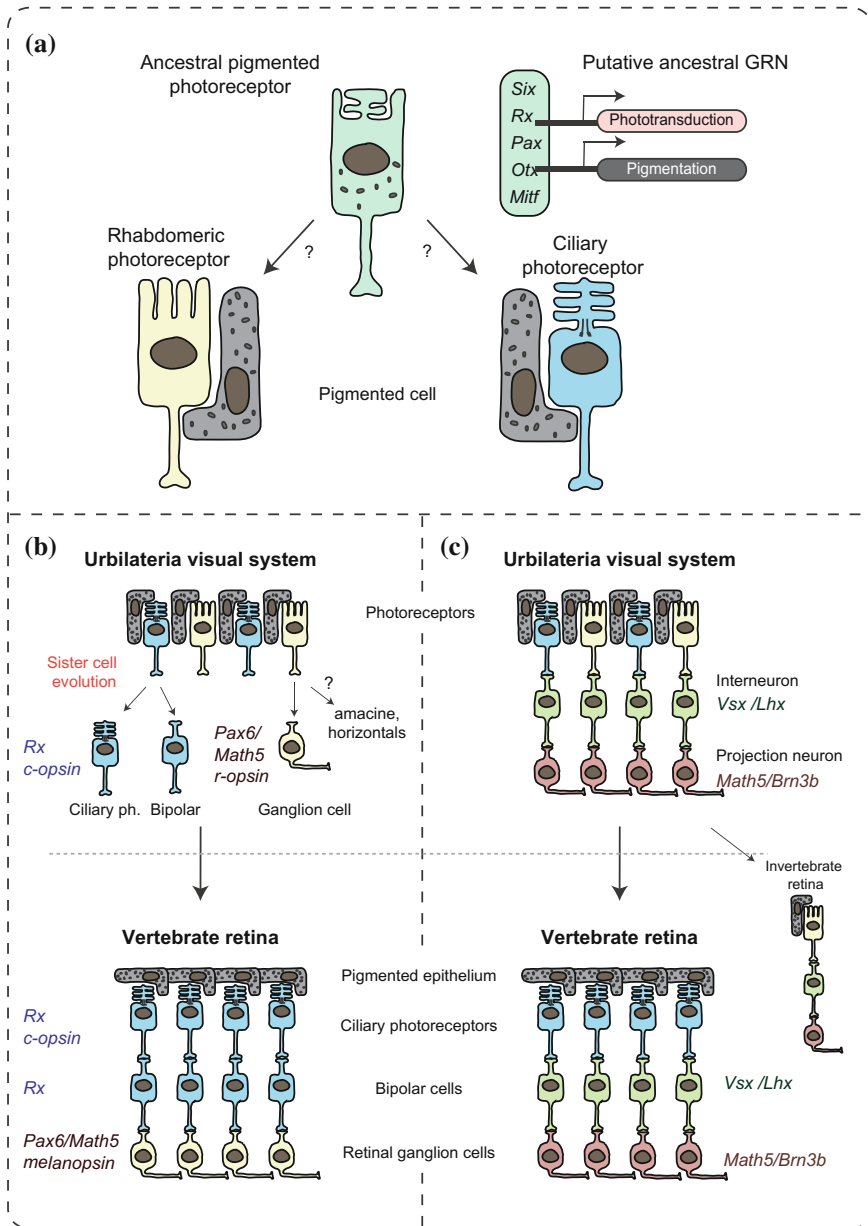 (a)
Ancestral pigmented
photoreceptor
Putative ancestral GRN
Six
Rx
Pax
Otx
Mitf
Phototransduction
Pigmentation
Rhabdomeric
photoreceptor
?
?
Ciliary
photoreceptor
Pigmented cell
(b)
Urbilateria visual system
Photoreceptors
Sister cell
evolution
?
amacine,
horizontals
Rx
c-opsin
Pax6/
Math5
r-opsin
Ciliary ph.
Bipolar
Ganglion cell
Vertebrate retina
Pigmented epithelium
Rx
c-opsin
Ciliary photoreceptors
Rx
Bipolar cells
Pax6/Math5
melanopsin
Retinal ganglion cells
(c)
Urbilateria visual system
Interneuron
Vsx /Lhx
Projection neuron
Math5/Brn3b
Invertebrate
retina
Vertebrate retina
Vsx /Lhx
Math5/Brn3b